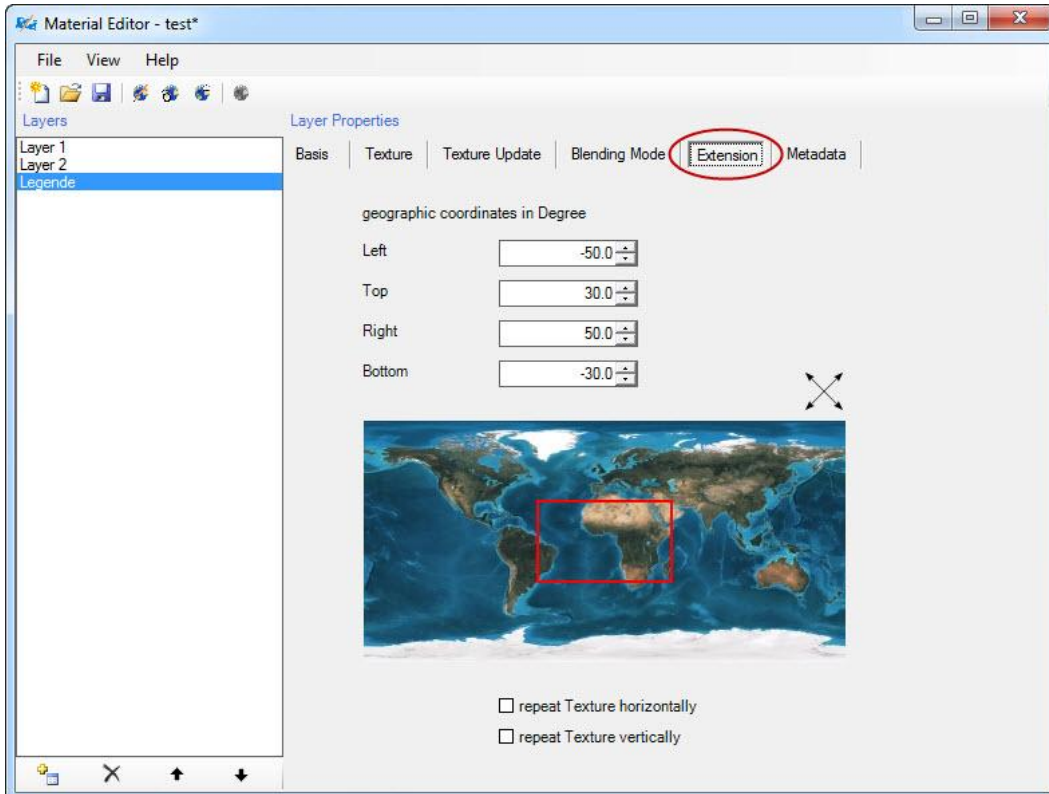 Material Editor - test*
File View Help
Layers
Layer Properties
Layer 1
Layer 2
Legende
Basis Texture Texture Update Blending Mode Extension Metadata
geographic coordinates in Degree
Left -50.0
Top 30.0
Right 50.0
Bottom -30.0
repeat Texture horizontally
repeat Texture vertically